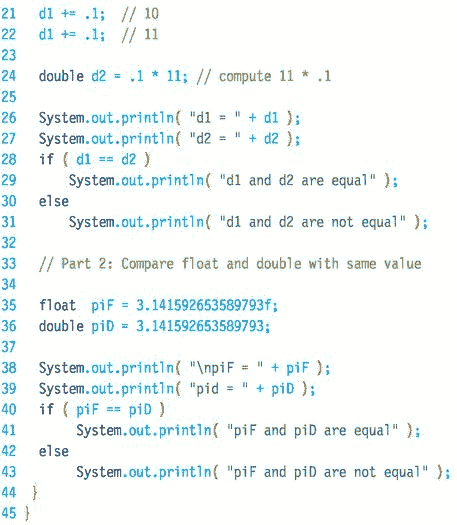 21 d1 += .1; // 10
22 d1 += .1; // 11
23
24 double d2 = .1 * 11; // compute 11 * .1
25
26 System.out.println( "d1 = " + d1 );
27 System.out.println( "d2 = " + d2 );
28 if ( d1 == d2 )
29 System.out.println( "d1 and d2 are equal" );
30 else
31 System.out.println( "d1 and d2 are not equal" );
32
33 // Part 2: Compare float and double with same value
34
35 float piF = 3.141592653589793f;
36 double piD = 3.141592653589793;
37
38 System.out.println( "\npiF = " + piF );
39 System.out.println( "pid = " + piD );
40 if ( piF == piD )
41 System.out.println( "piF and piD are equal" );
42 else
43 System.out.println( "piF and piD are not equal" );
44 }
45 }